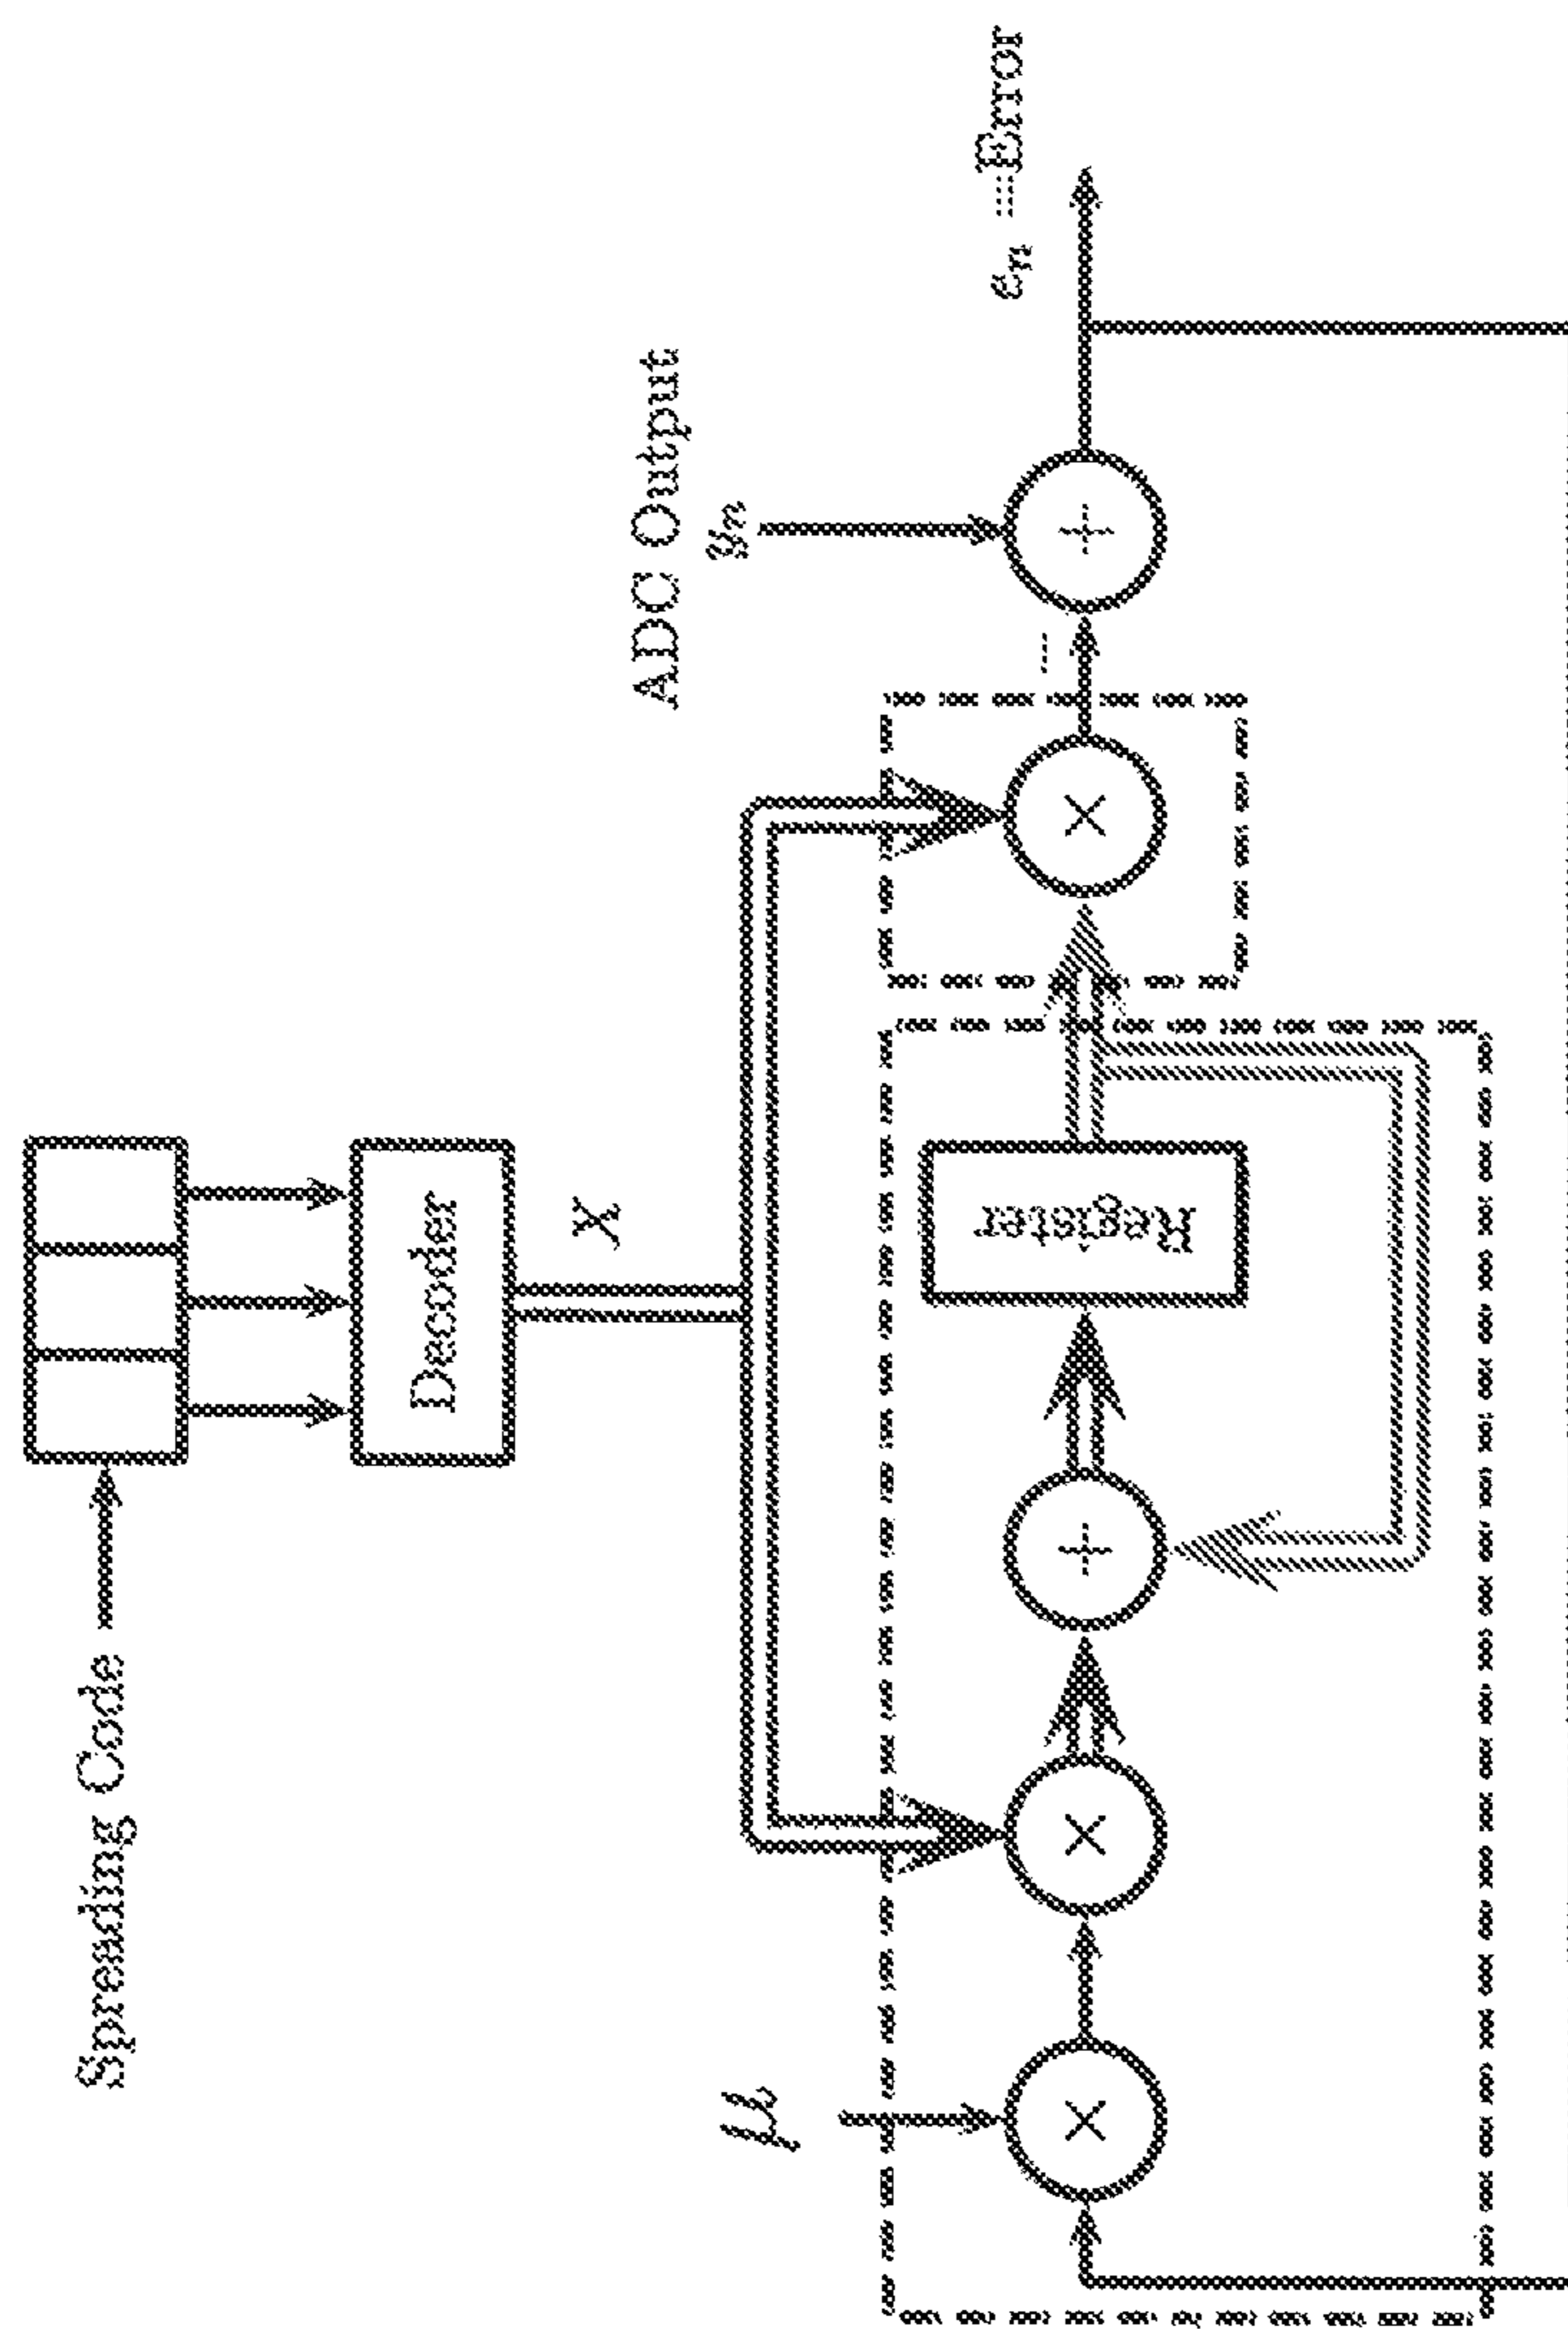 Spreading Code
Decoder
X
ADC Output
yn
en =Error
μ
×
×
+
Register
×
−
+